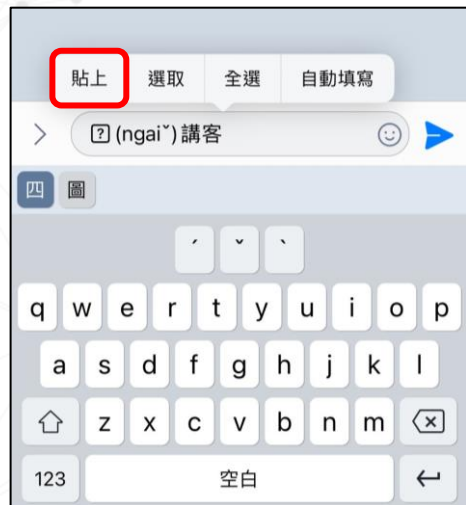 貼上 選取 全選 自動填寫
⍰(ngaiˇ)講客
四 圖
ˊ ˇ ˋ
q w e r t y u i o p
a s d f g h j k l
z x c v b n m
123 空白